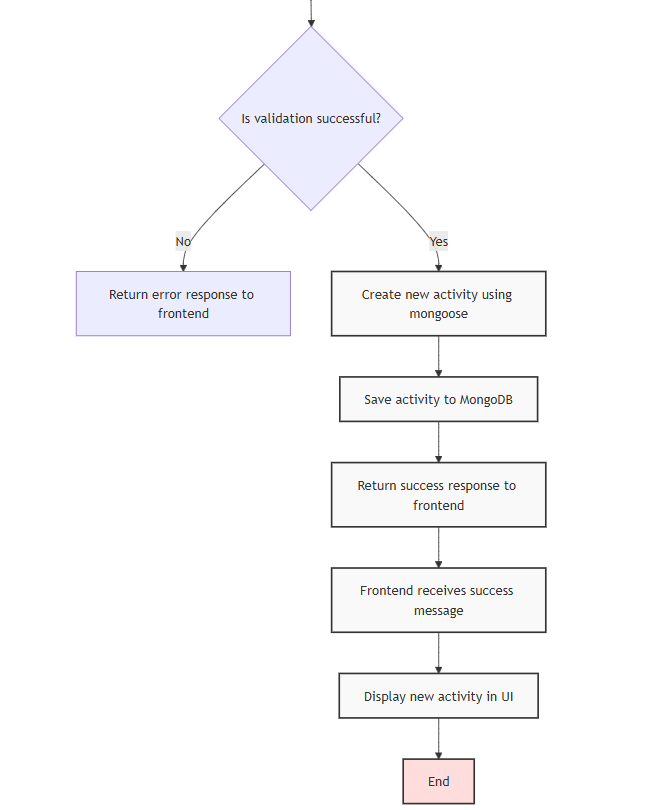 Is validation successful?
No
Yes
Return error response to
frontend
Create new activity using
mongoose
Save activity to MongoDB
Return success response to
frontend
Frontend receives success
message
Display new activity in UI
End